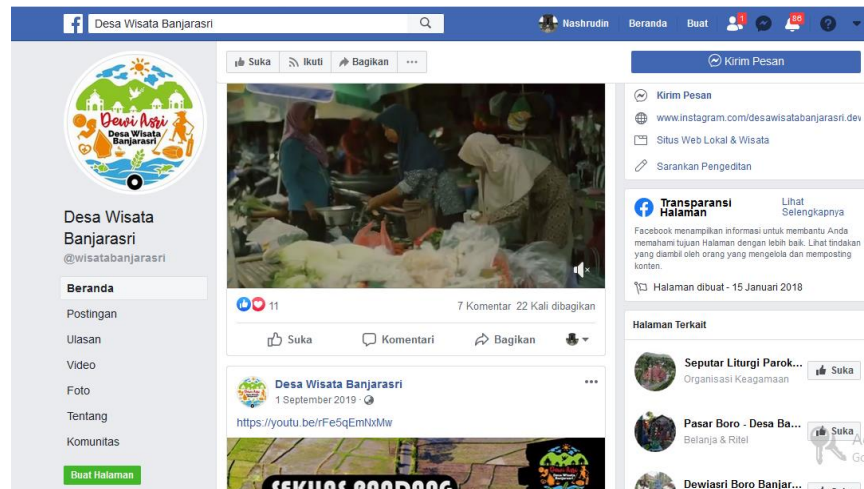 Desa Wisata Banjarasri
Nashrudin
Beranda
Buat
86
Suka
Ikuti
Bagikan
Kirim Pesan
Dewi Asri
Desa Wisata
Banjarasri
Desa Wisata
Banjarasri
@wisatabanjarasri
Beranda
Postingan
Ulasan
Video
Foto
Tentang
Komunitas
Buat Halaman
11
7 Komentar 22 Kali dibagikan
Suka
Komentari
Bagikan
Desa Wisata Banjarasri
1 September 2019
https://youtu.be/rFe5qEmNxMw
SEKILAS PANDANG
Kirim Pesan
www.instagram.com/desawisatabanjarasri.dew
Situs Web Lokal & Wisata
Sarankan Pengeditan
Transparansi
Halaman
Lihat
Selengkapnya
Facebook menampilkan informasi untuk membantu Anda
memahami tujuan Halaman dengan lebih baik. Lihat tindakan
yang diambil oleh orang yang mengelola dan memposting
konten.
Halaman dibuat - 15 Januari 2018
Halaman Terkait
Seputar Liturgi Parok...
Organisasi Keagamaan
Suka
Pasar Boro - Desa Ba...
Belanja & Ritel
Suka
Dewiasri Boro Banjar...